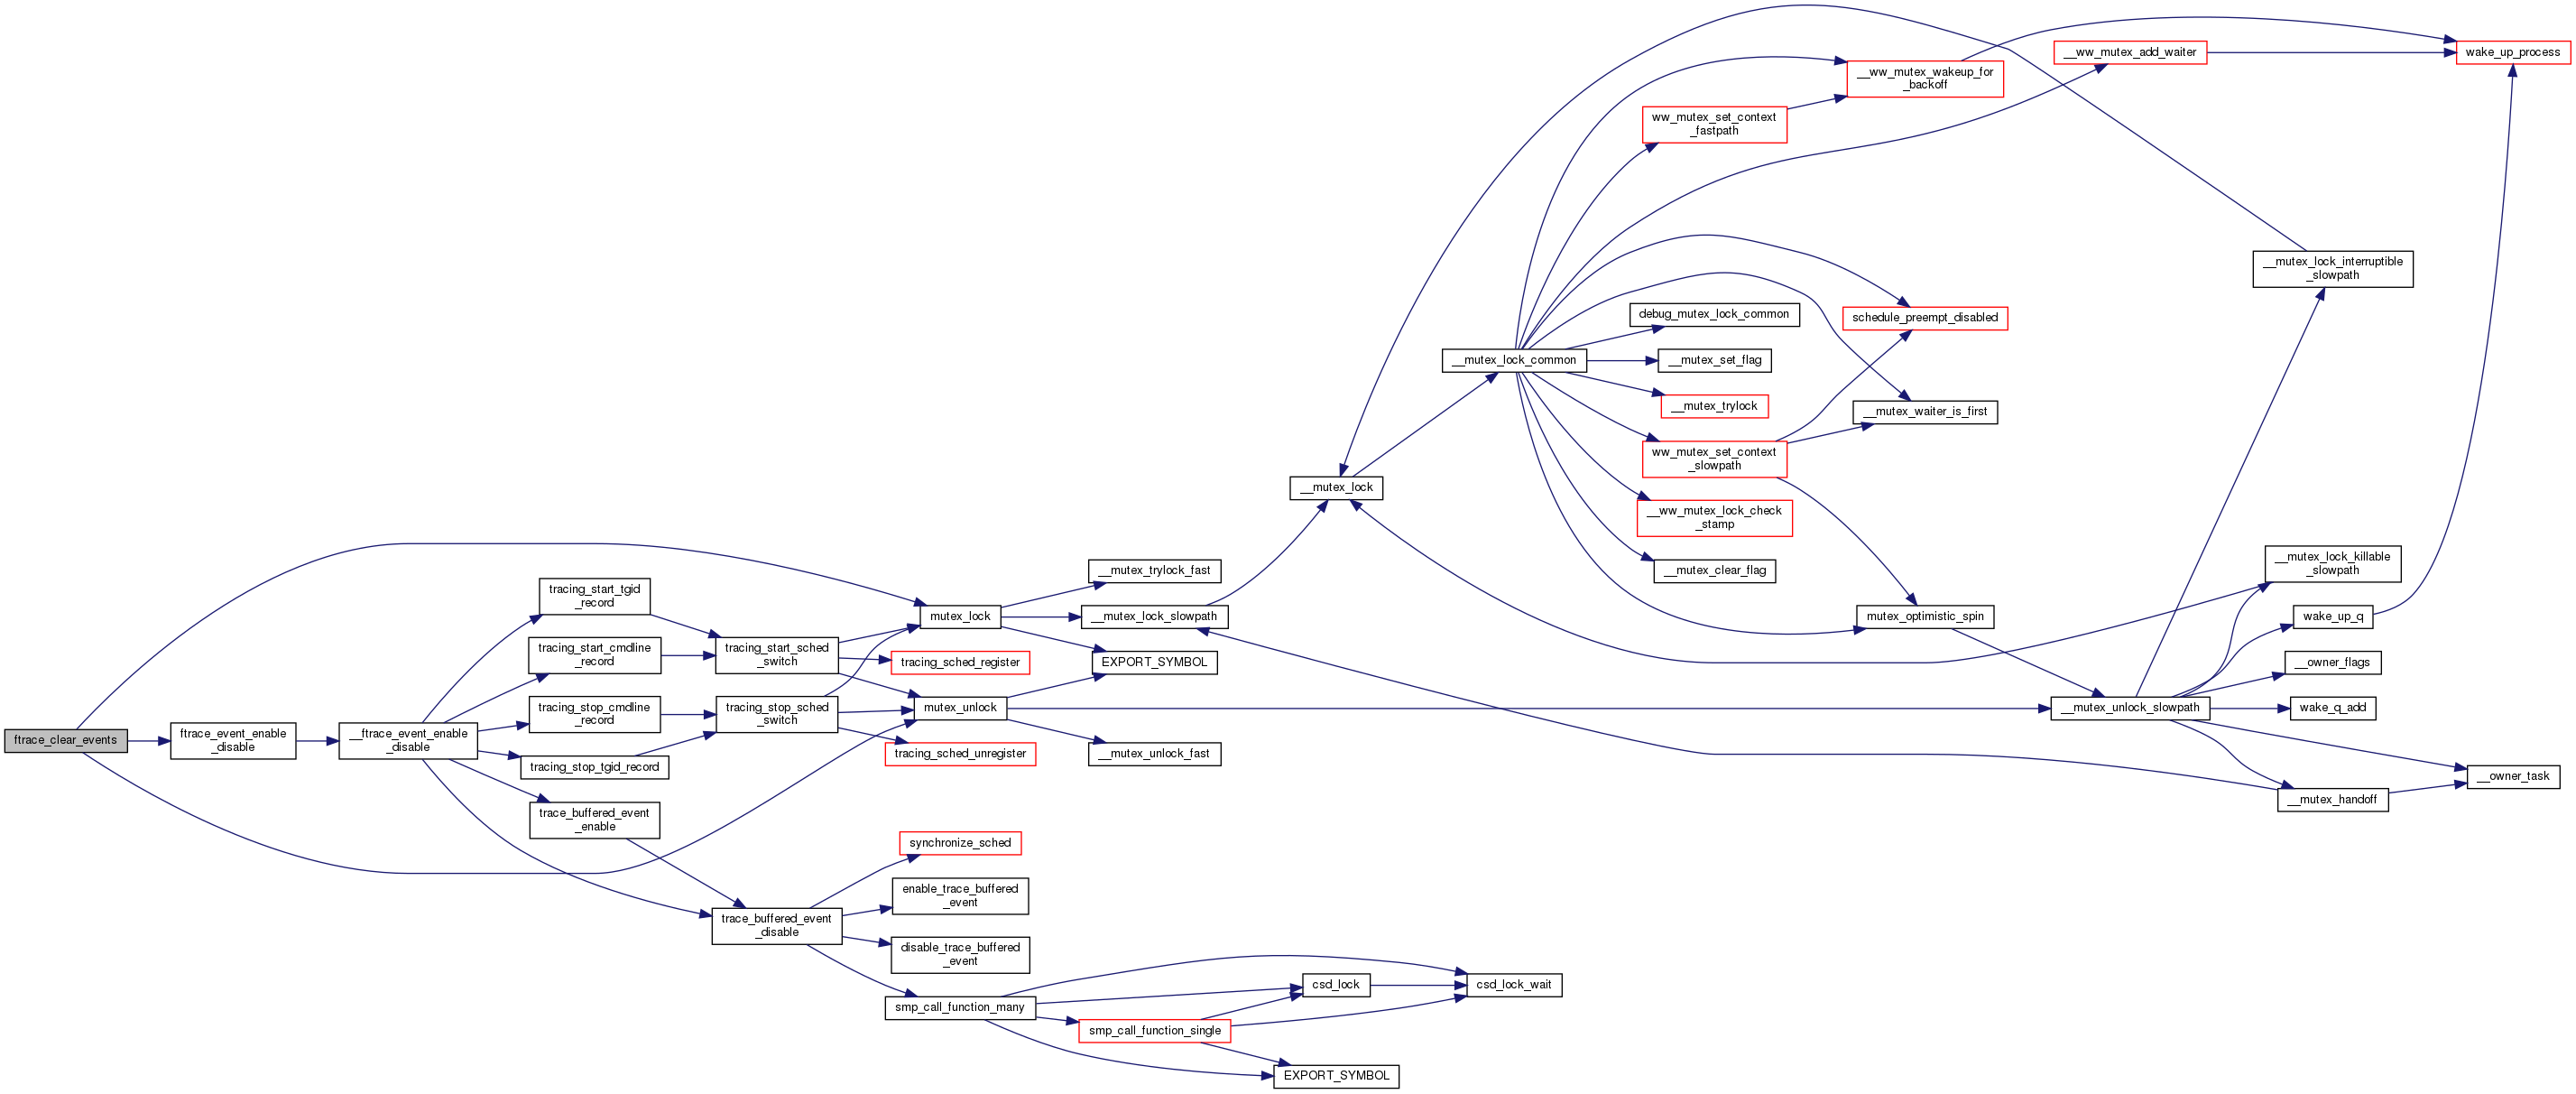 ftrace_clear_events
ftrace_event_enable
_disable
__ftrace_event_enable
_disable
tracing_start_tgid
_record
tracing_start_cmdline
_record
tracing_stop_cmdline
_record
tracing_stop_tgid_record
trace_buffered_event
_enable
tracing_start_sched
_switch
tracing_stop_sched
_switch
trace_buffered_event
_disable
mutex_lock
tracing_sched_register
mutex_unlock
tracing_sched_unregister
synchronize_sched
enable_trace_buffered
_event
disable_trace_buffered
_event
smp_call_function_many
__mutex_trylock_fast
__mutex_lock_slowpath
EXPORT_SYMBOL
__mutex_unlock_fast
smp_call_function_single
__mutex_lock
csd_lock
EXPORT_SYMBOL
__mutex_lock_common
csd_lock_wait
ww_mutex_set_context
_fastpath
debug_mutex_lock_common
__mutex_set_flag
__mutex_trylock
ww_mutex_set_context
_slowpath
__ww_mutex_lock_check
_stamp
__mutex_clear_flag
__ww_mutex_wakeup_for
_backoff
schedule_preempt_disabled
__mutex_waiter_is_first
mutex_optimistic_spin
__ww_mutex_add_waiter
__mutex_unlock_slowpath
__mutex_lock_interruptible
_slowpath
__mutex_lock_killable
_slowpath
wake_up_q
__owner_flags
wake_q_add
__mutex_handoff
wake_up_process
__owner_task